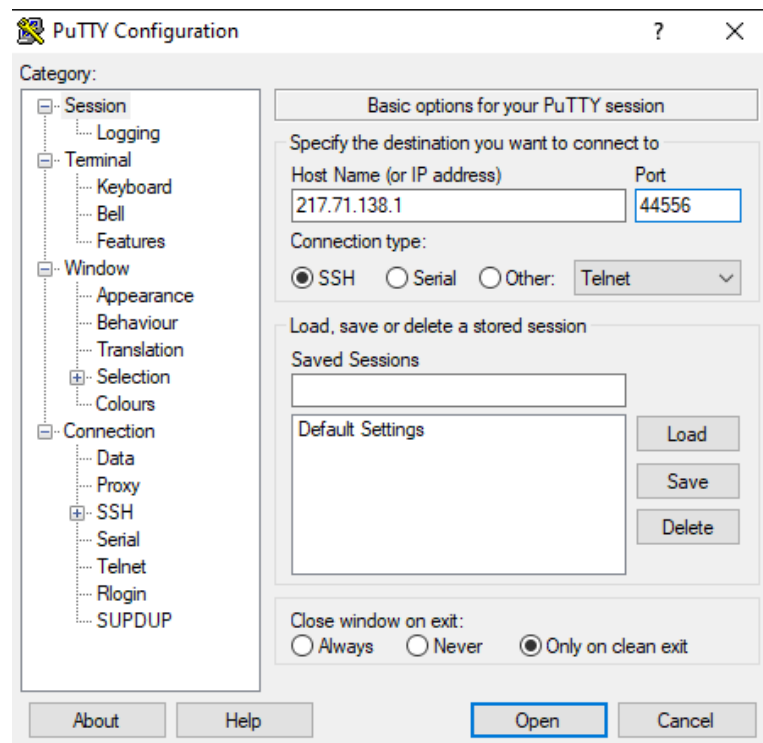 PuTTY Configuration
?
Category:
Session
Logging
Terminal
Keyboard
Bell
Features
Window
Appearance
Behaviour
Translation
Selection
Colours
Connection
Data
Proxy
SSH
Serial
Telnet
Rlogin
SUPDUP
Basic options for your PuTTY session
Specify the destination you want to connect to
Host Name (or IP address) Port
217.71.138.1 44556
Connection type:
SSH Serial Other: Telnet
Load, save or delete a stored session
Saved Sessions
Default Settings
Load
Save
Delete
Close window on exit:
Always Never Only on clean exit
About Help Open Cancel